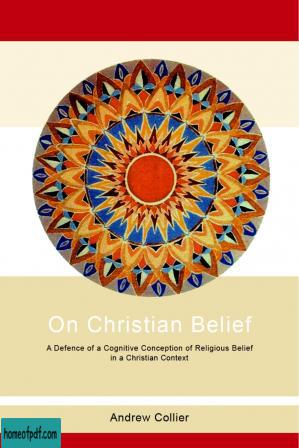 On Christian Belief
A Defence of a Cognitive Conception of Religious Belief
in a Christian Context
Andrew Collier
homeofpdf.com